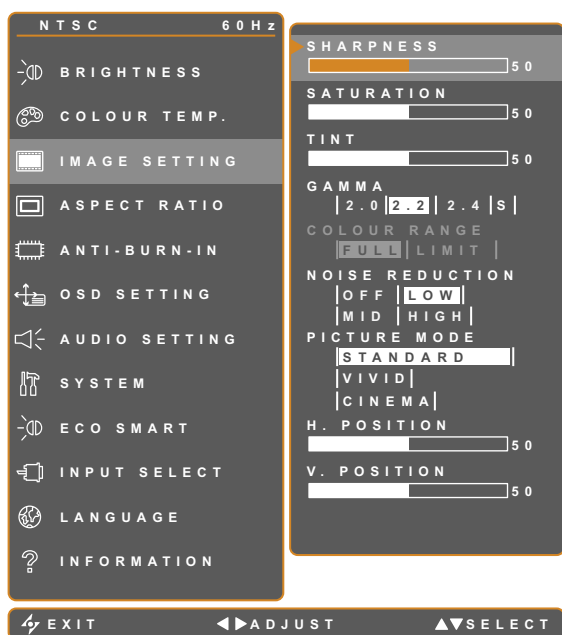 NTSC 60Hz
BRIGHTNESS
COLOUR TEMP.
IMAGE SETTING
ASPECT RATIO
ANTI-BURN-IN
OSD SETTING
AUDIO SETTING
SYSTEM
ECO SMART
INPUT SELECT
LANGUAGE
INFORMATION
SHARPNESS
50
SATURATION
50
TINT
50
GAMMA
2.0 2.2 2.4 S
COLOUR RANGE
FULL LIMIT
NOISE REDUCTION
OFF LOW
MID HIGH
PICTURE MODE
STANDARD
VIVID
CINEMA
H. POSITION
50
V. POSITION
50
EXIT ADJUST SELECT